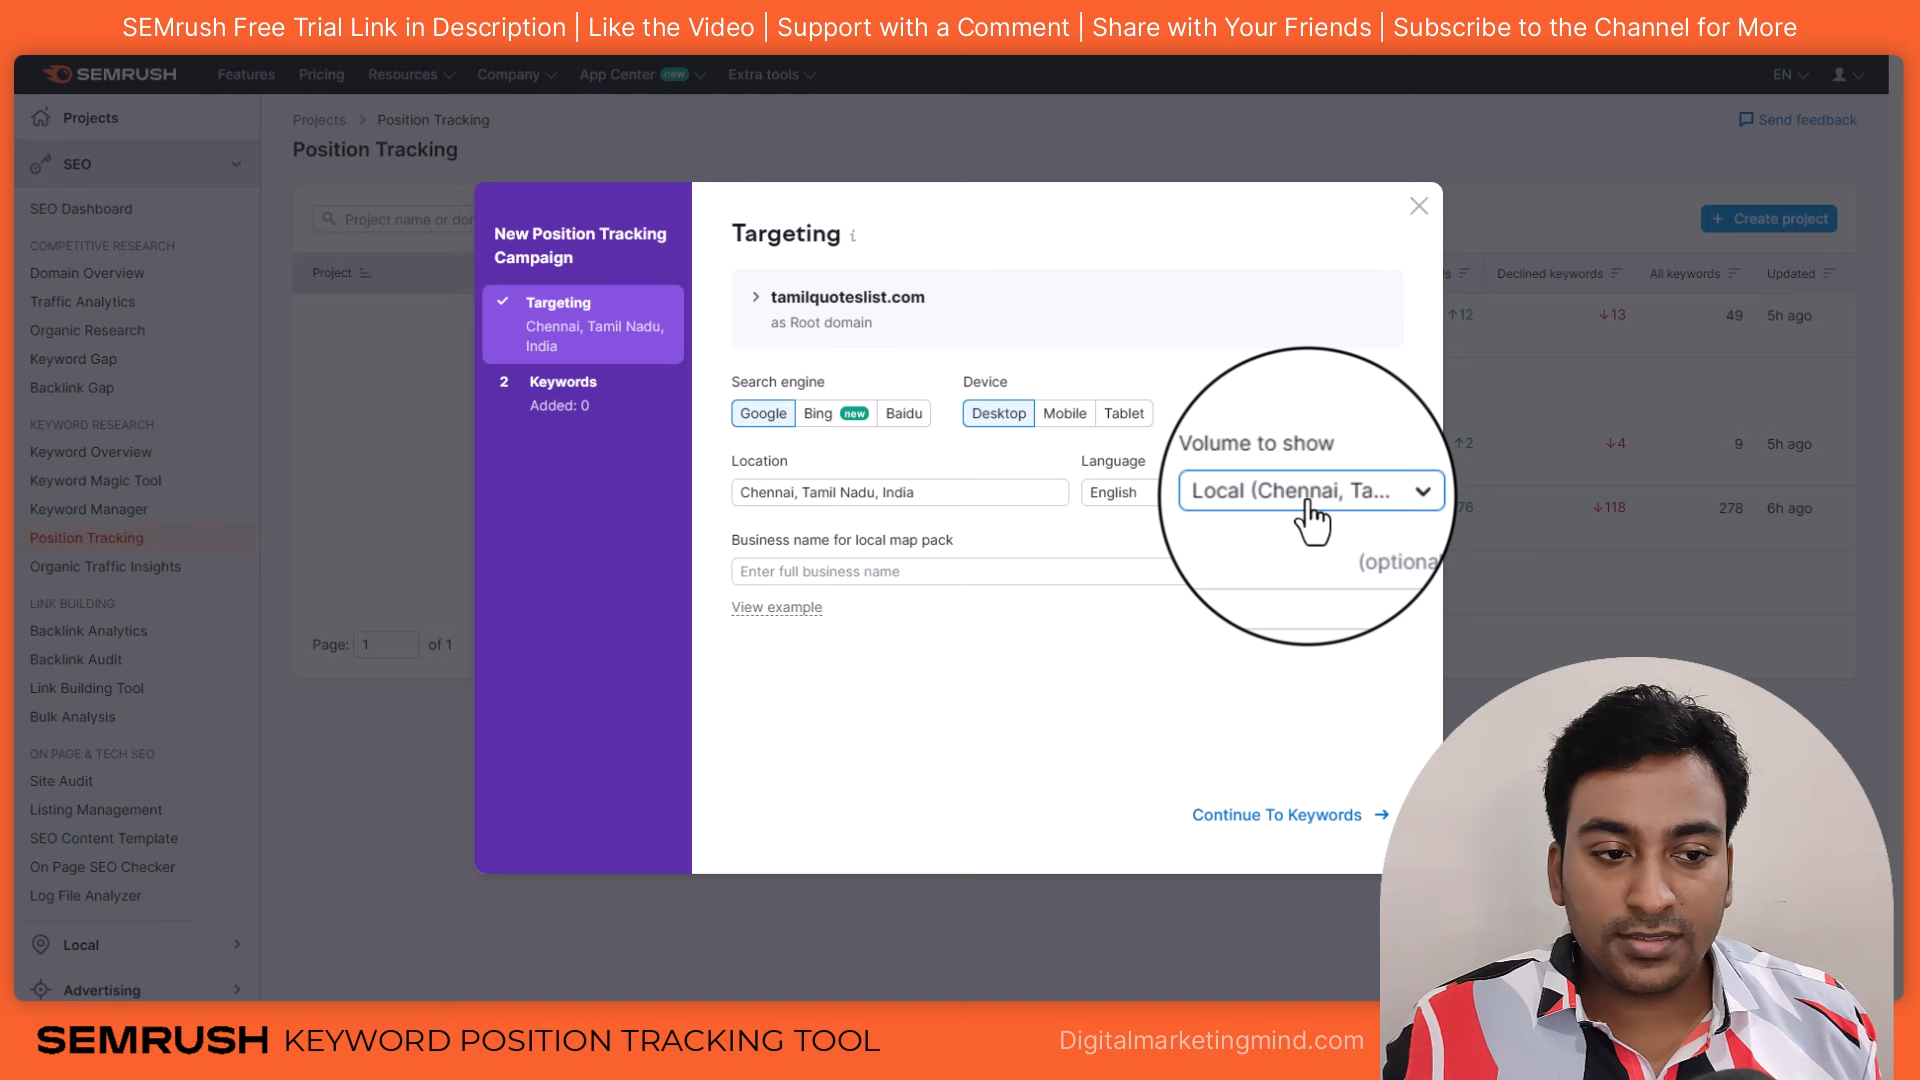 SEMrush Free Trial Link in Description | Like the Video | Support with a Comment | Share with Your Friends | Subscribe to the Channel for More
SEMRUSH
Features
Pricing
Resources
Company
App Center new
Extra tools
EN
Projects
SEO
SEO Dashboard
COMPETITIVE RESEARCH
Domain Overview
Traffic Analytics
Organic Research
Keyword Gap
Backlink Gap
KEYWORD RESEARCH
Keyword Overview
Keyword Magic Tool
Keyword Manager
Position Tracking
Organic Traffic Insights
LINK BUILDING
Backlink Analytics
Backlink Audit
Link Building Tool
Bulk Analysis
ON PAGE & TECH SEO
Site Audit
Listing Management
SEO Content Template
On Page SEO Checker
Log File Analyzer
Local
Advertising
Projects > Position Tracking
Send feedback
Position Tracking
Project name or don
+ Create project
Project
Declined keywords
All keywords
Updated
↑12 ↓13 49 5h ago
↑2 ↓4 9 5h ago
76 ↓118 278 6h ago
Page: 1 of 1
New Position Tracking
Campaign
Targeting
Chennai, Tamil Nadu,
India
2 Keywords
Added: 0
Targeting i
tamilquoteslist.com
as Root domain
Search engine
Google
Bing new
Baidu
Device
Desktop
Mobile
Tablet
Location
Chennai, Tamil Nadu, India
Language
English
Volume to show
Local (Chennai, Ta...
Business name for local map pack
(optiona
Enter full business name
View example
Continue To Keywords →
SEMRUSH KEYWORD POSITION TRACKING TOOL
Digitalmarketingmind.com